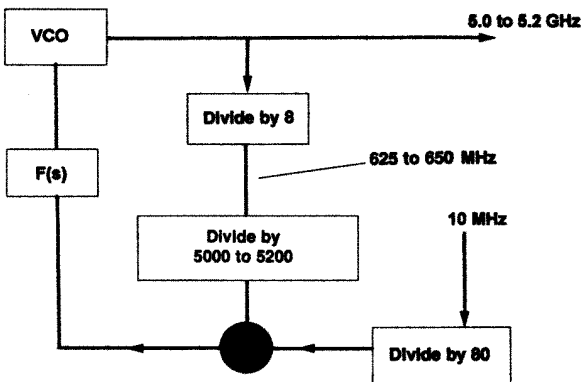 5.0 to 5.2 GHz
VCO
Divide by 8
625 to 650 MHz
F(s)
10 MHz
Divide by
5000 to 5200
Divide by 80